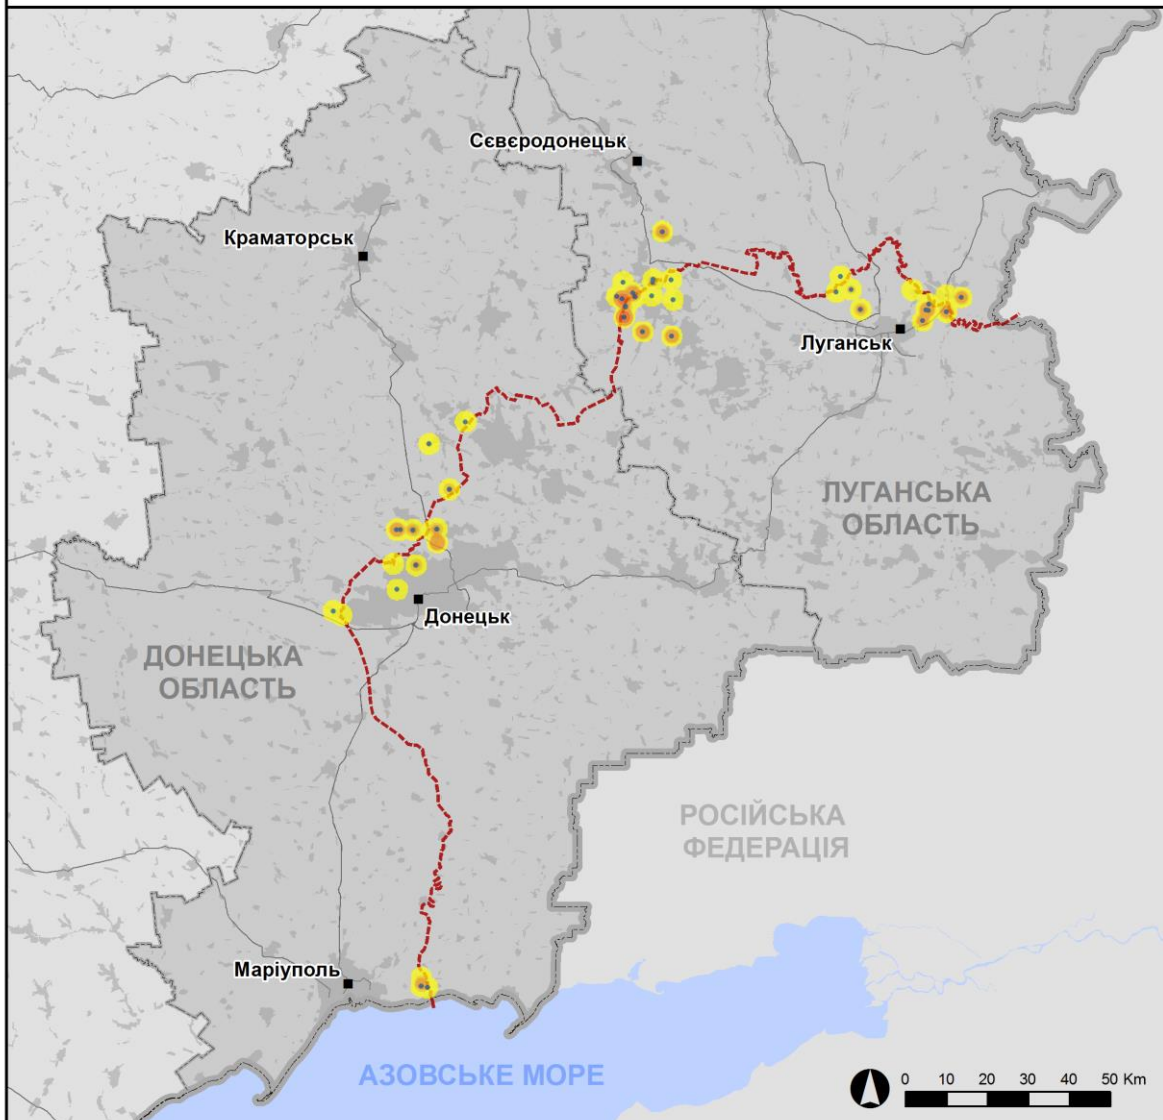 Сєвєродонецьк
Краматорськ
Луганськ
ЛУГАНСЬКА
ОБЛАСТЬ
Донецьк
ДОНЕЦЬКА
ОБЛАСТЬ
РОСІЙСЬКА
ФЕДЕРАЦІЯ
Маріуполь
АЗОВСЬКЕ МОРЕ
0 10 20 30 40 50 Km